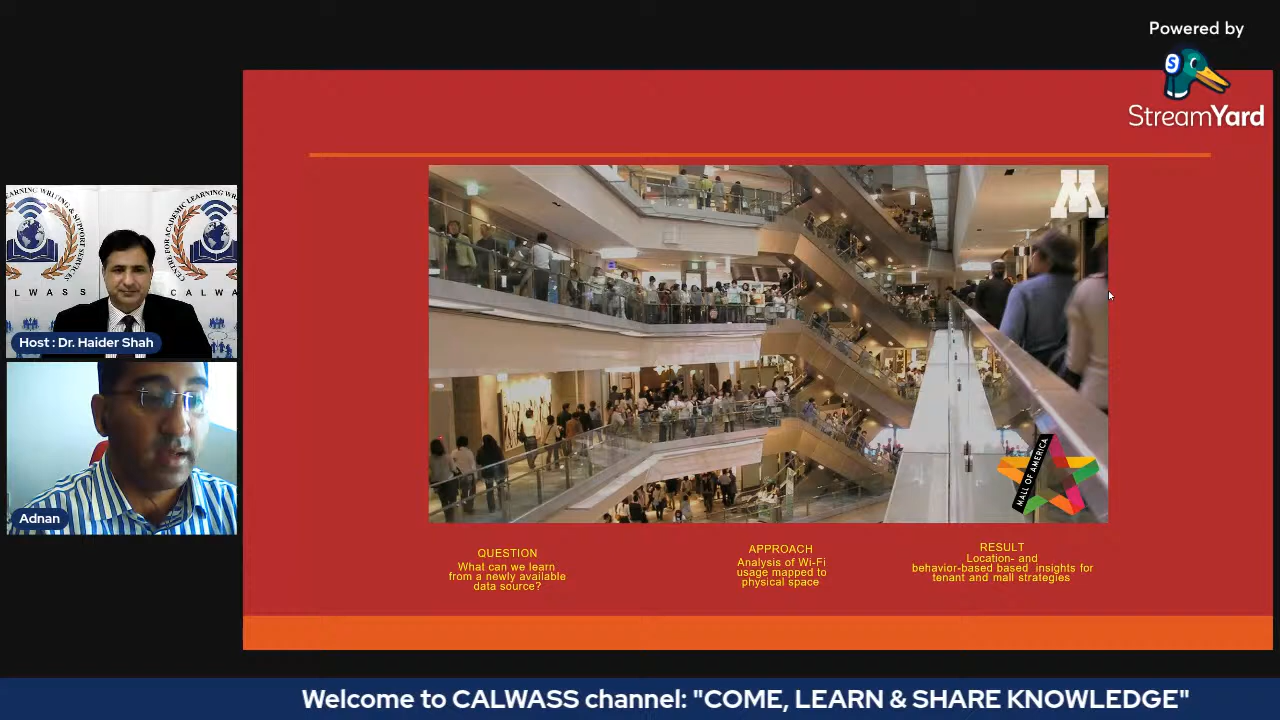 Powered by
StreamYard
S
M
MALL OF AMERICA
CALWASS
Host : Dr. Haider Shah
Adnan
QUESTION
What can we learn
from a newly available
data source?
APPROACH
Analysis of Wi-Fi
usage mapped to
physical space
RESULT
Location- and
behavior-based based insights for
tenant and mall strategies
Welcome to CALWASS channel: "COME, LEARN & SHARE KNOWLEDGE"